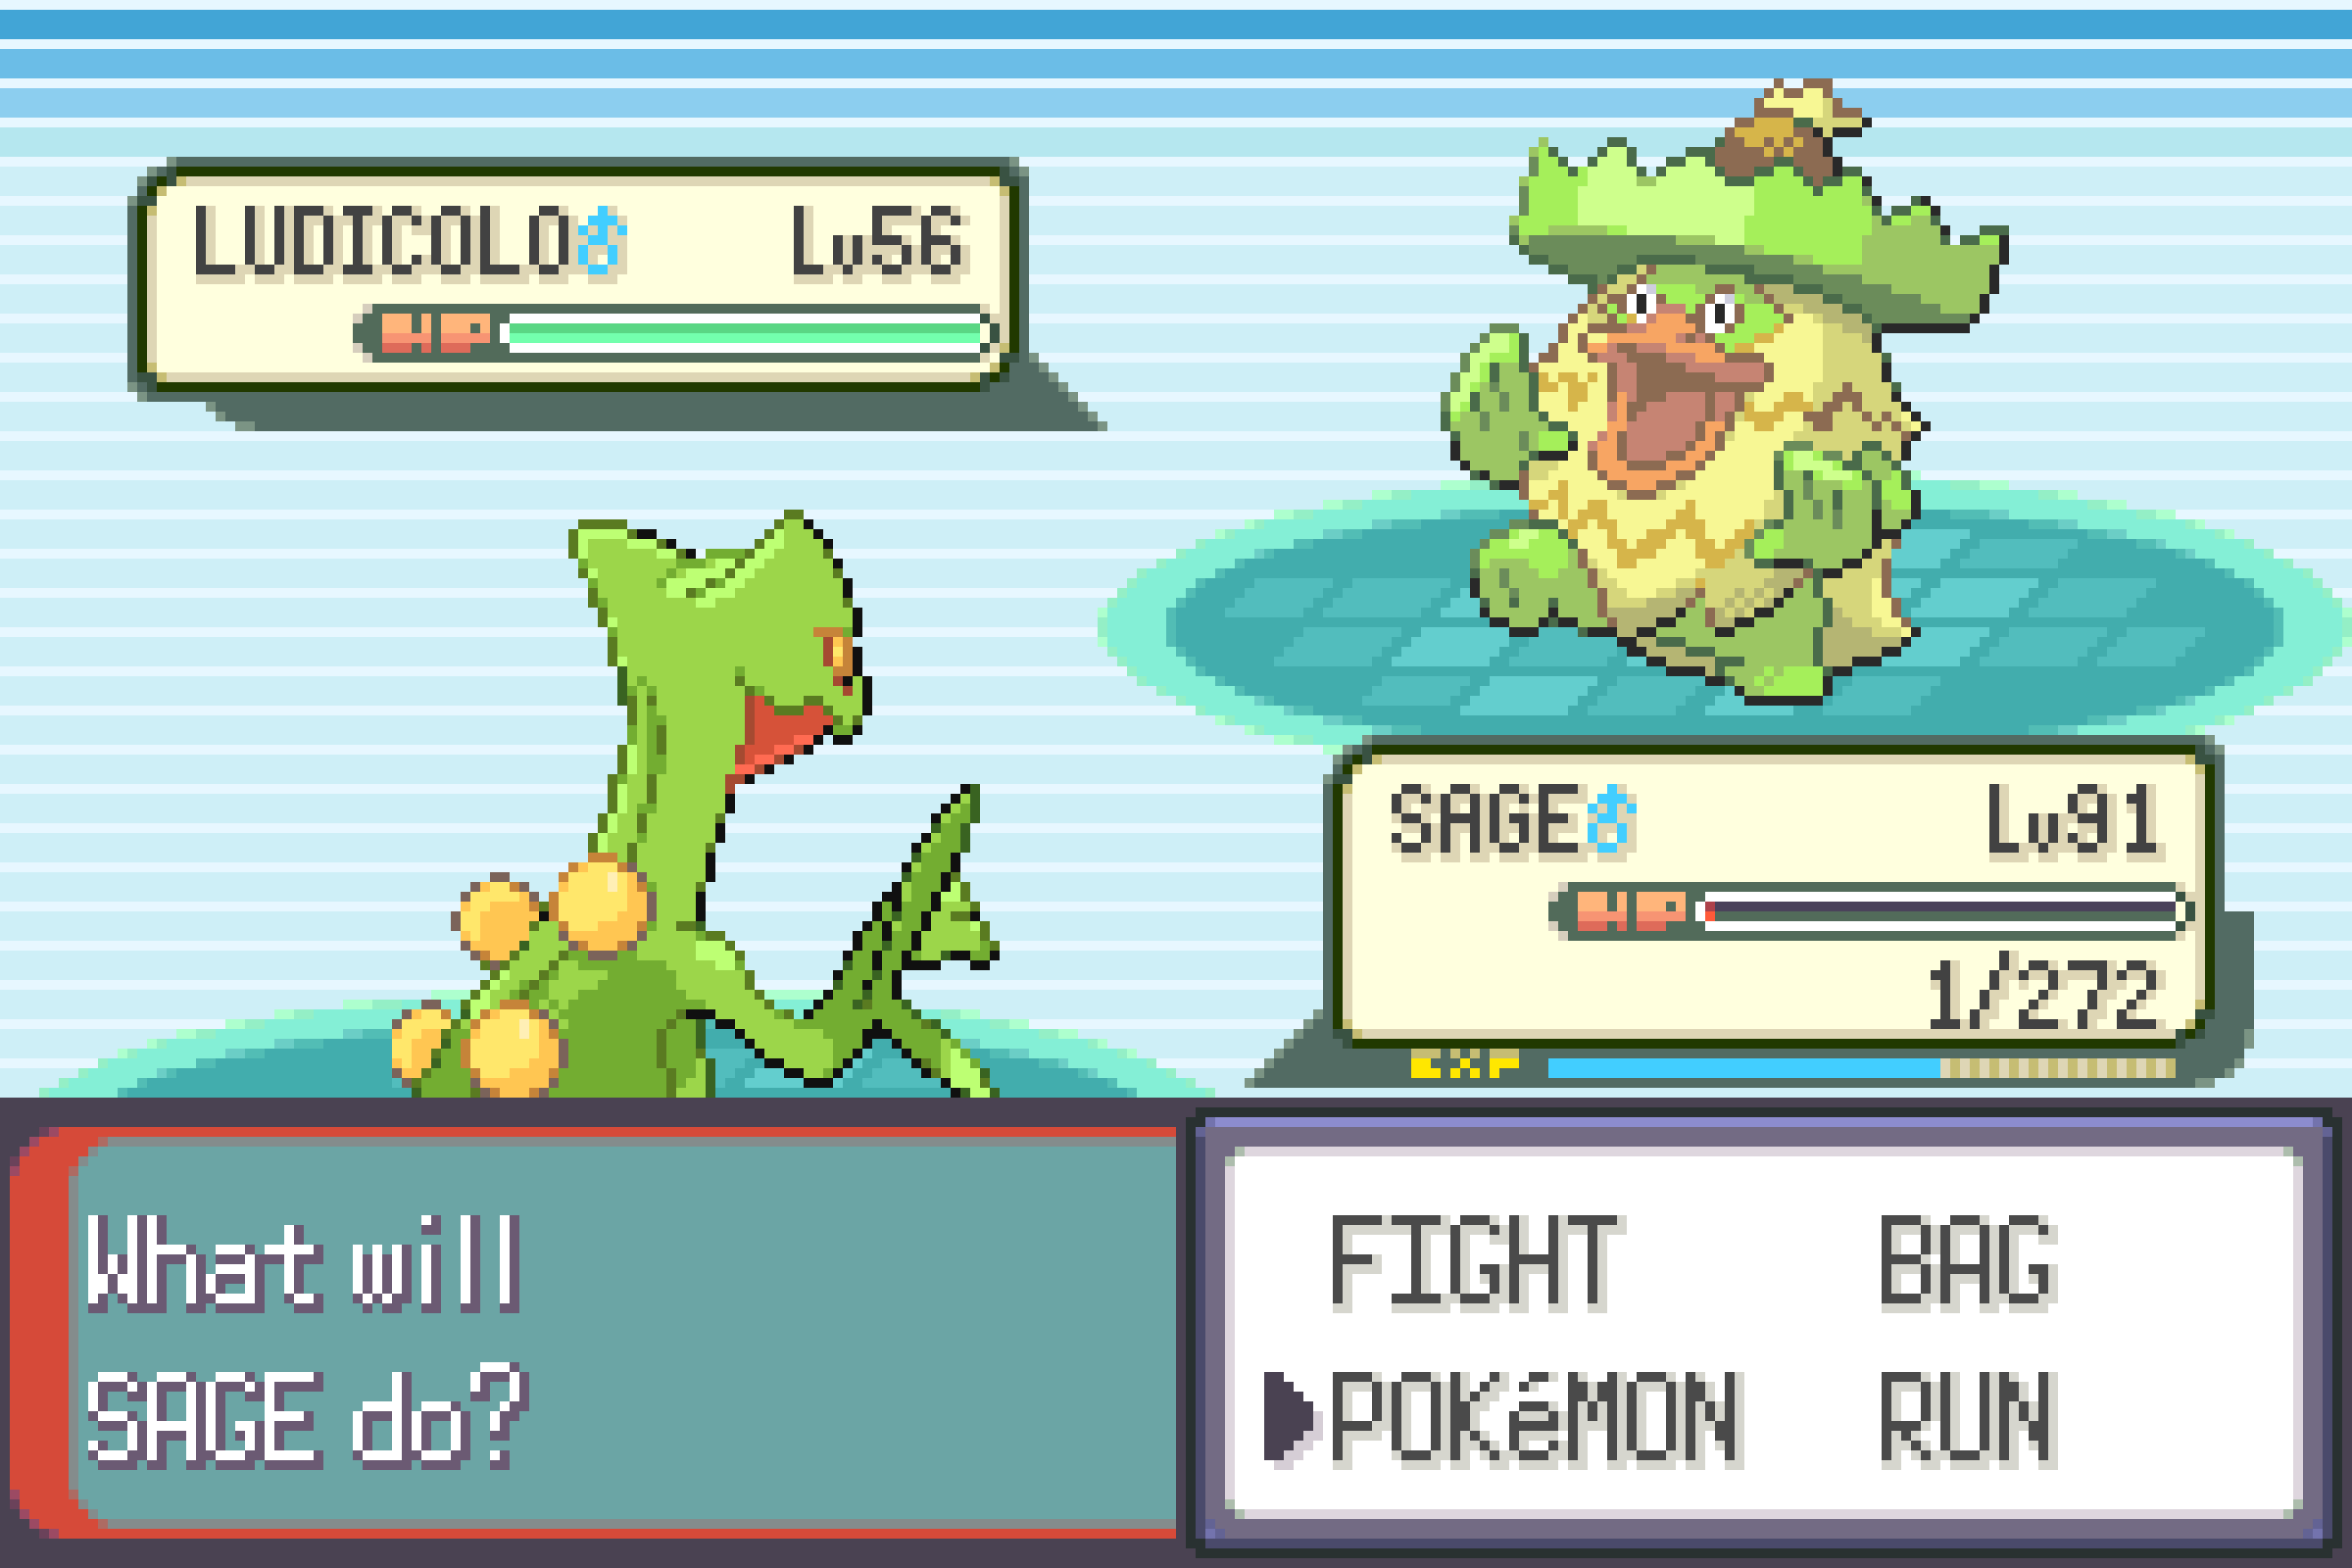 LUDICOLO♂ Lv56
HP
SAGE♂ Lv91
HP
1/272
EXP
What will
SAGE do?
FIGHT BAG
POKéMON RUN